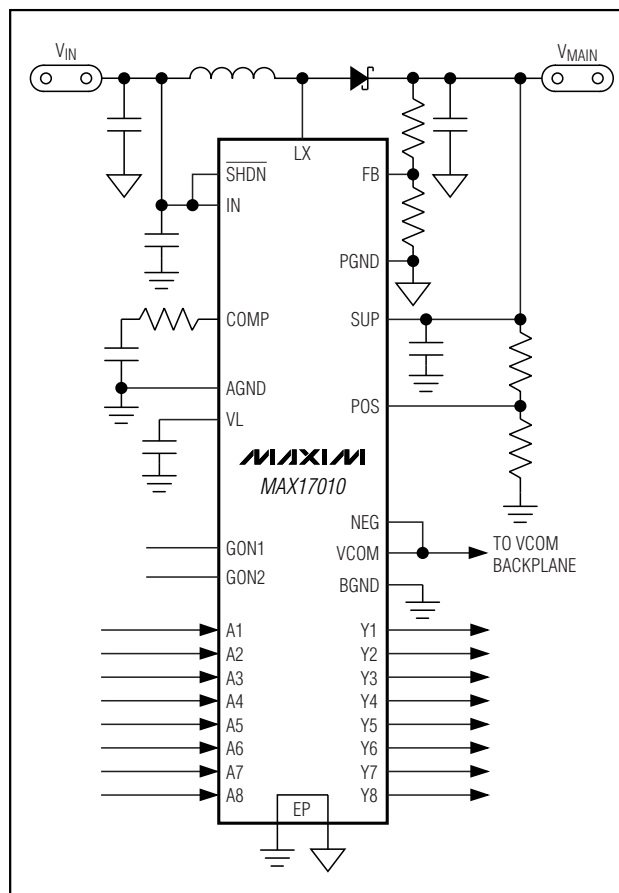 VIN
VMAIN
LX
SHDN
FB
IN
PGND
COMP
SUP
AGND
POS
VL
MAXIM
MAX17010
NEG
GON1
VCOM
TO VCOM
BACKPLANE
GON2
BGND
A1
Y1
A2
Y2
A3
Y3
A4
Y4
A5
Y5
A6
Y6
A7
Y7
A8
Y8
EP